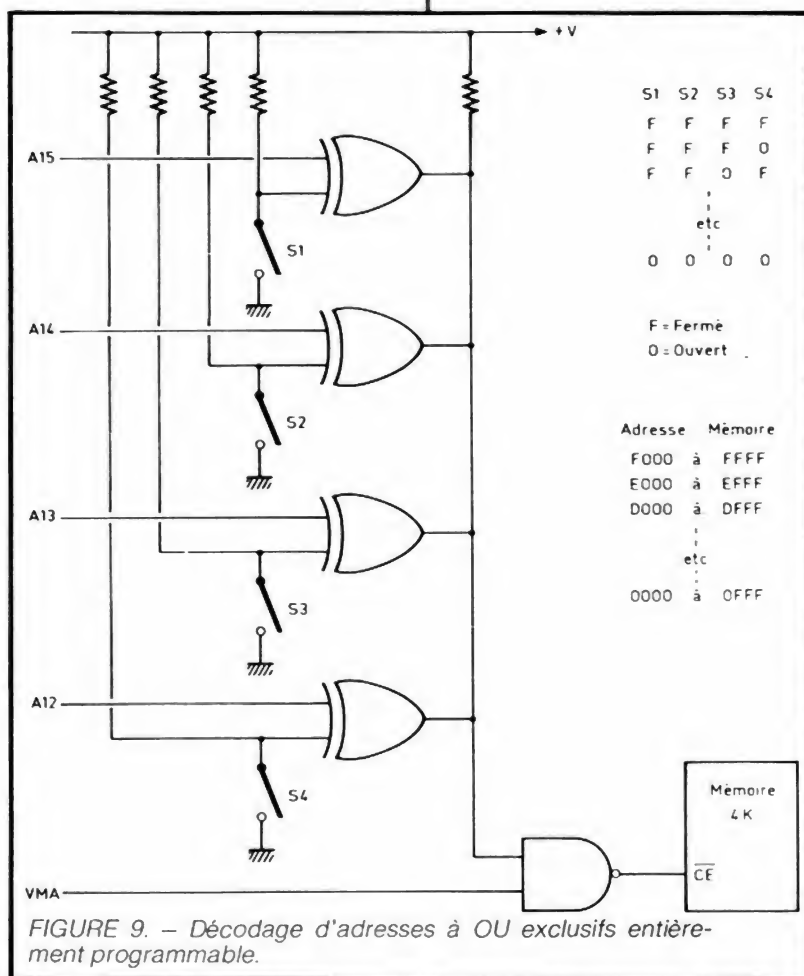 +V
S1 S2 S3 S4
F F F F
F F F O
F F O F
etc
O O O O
F = Fermé
O = Ouvert
Adresse Mémoire
F000 à FFFF
E000 à EFFF
D000 à DFFF
etc
0000 à 0FFF
A15
S1
A14
S2
A13
S3
A12
S4
Mémoire
4K
CE
VMA
FIGURE 9. – Décodage d'adresses à OU exclusifs entière-
ment programmable.